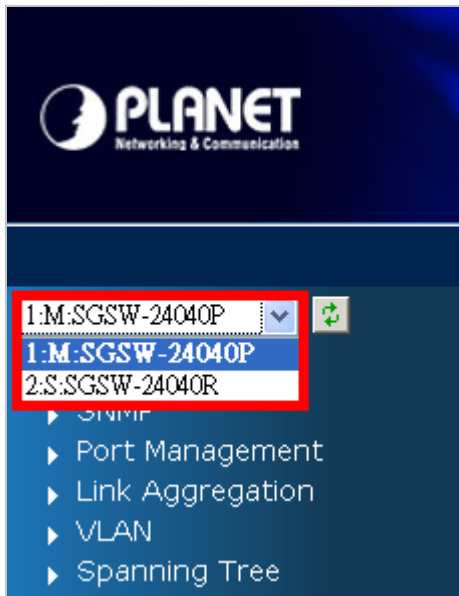 PLANET
Networking & Communication
1:M:SGSW-24040P
1:M:SGSW-24040P
2:S:SGSW-24040R
SNMP
Port Management
Link Aggregation
VLAN
Spanning Tree